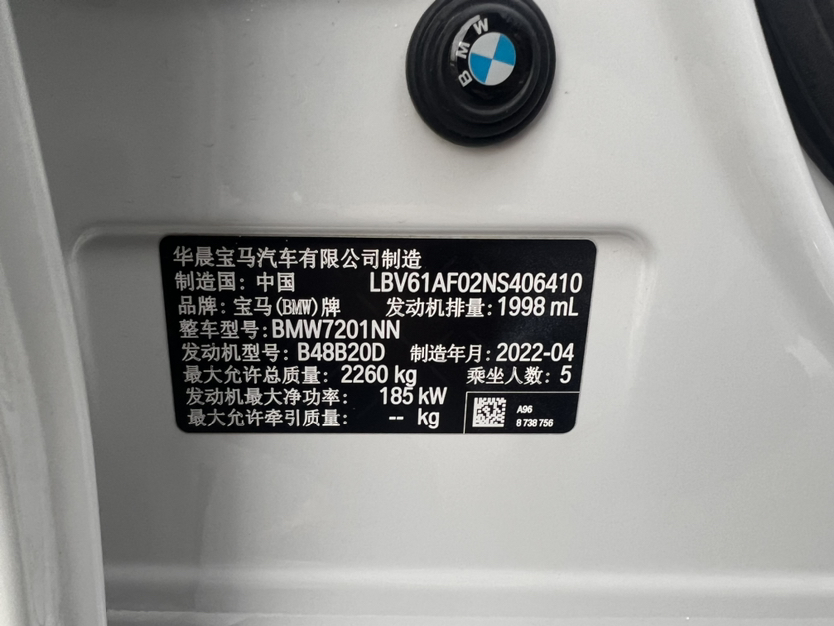 BMW
华晨宝马汽车有限公司制造
制造国: 中国 LBV61AF02NS406410
品牌: 宝马(BMW)牌 发动机排量: 1998 mL
整车型号: BMW7201NN
发动机型号: B48B20D 制造年月: 2022-04
最大允许总质量: 2260 kg 乘坐人数: 5
发动机最大净功率: 185 kW
最大允许牵引质量: -- kg
A96
8 738 756